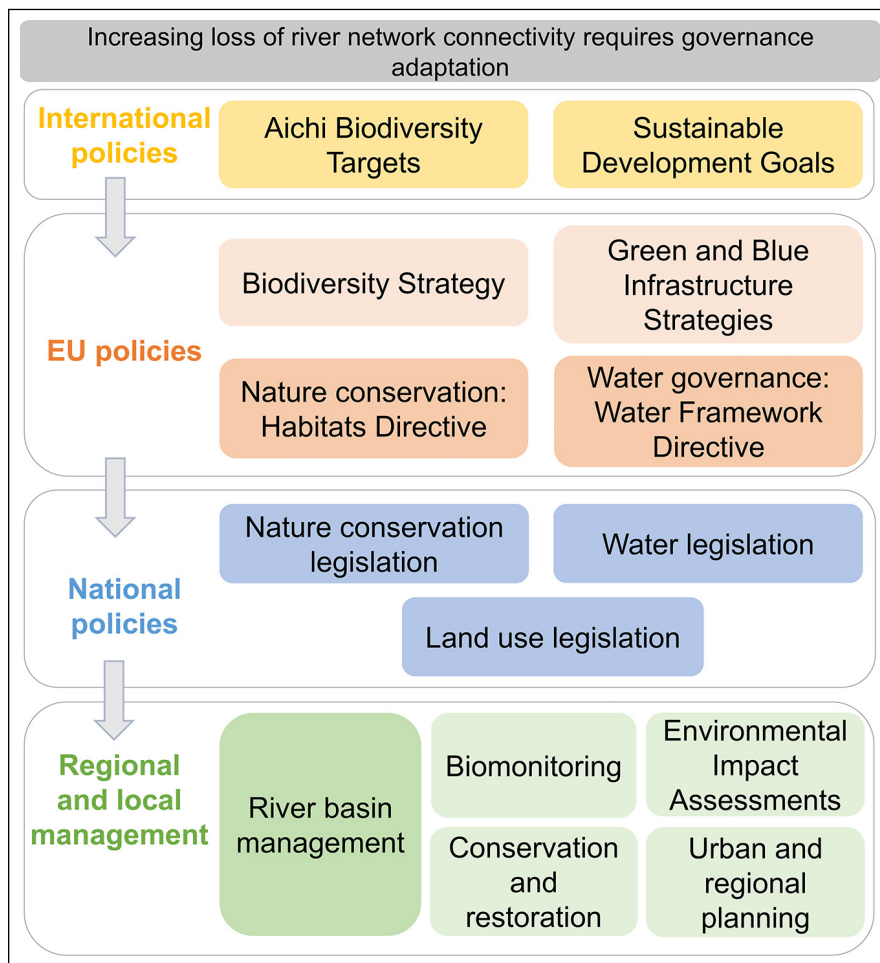 Increasing loss of river network connectivity requires governance
adaptation
International
policies
Aichi Biodiversity
Targets
Sustainable
Development Goals
EU policies
Biodiversity Strategy
Green and Blue
Infrastructure
Strategies
Nature conservation:
Habitats Directive
Water governance:
Water Framework
Directive
National
policies
Nature conservation
legislation
Water legislation
Land use legislation
Regional
and local
management
River basin
management
Biomonitoring
Environmental
Impact
Assessments
Conservation
and
restoration
Urban and
regional
planning